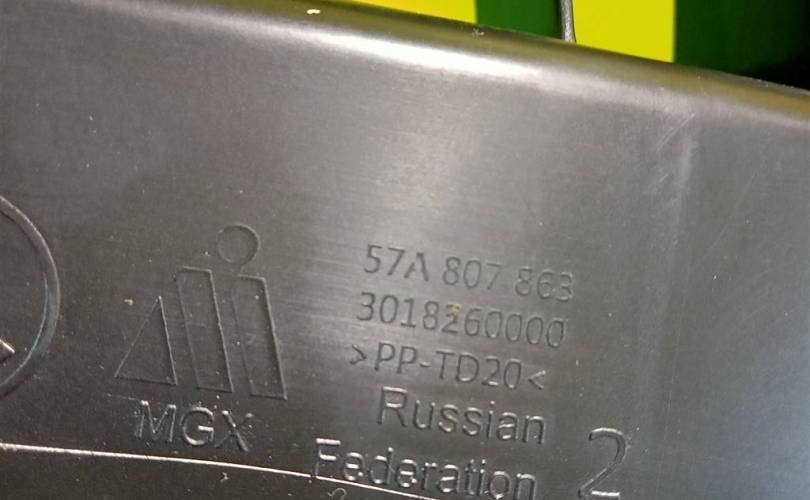 57A 807 863
3018260000
>PP-TD20<
MGX
Russian
Federation
2